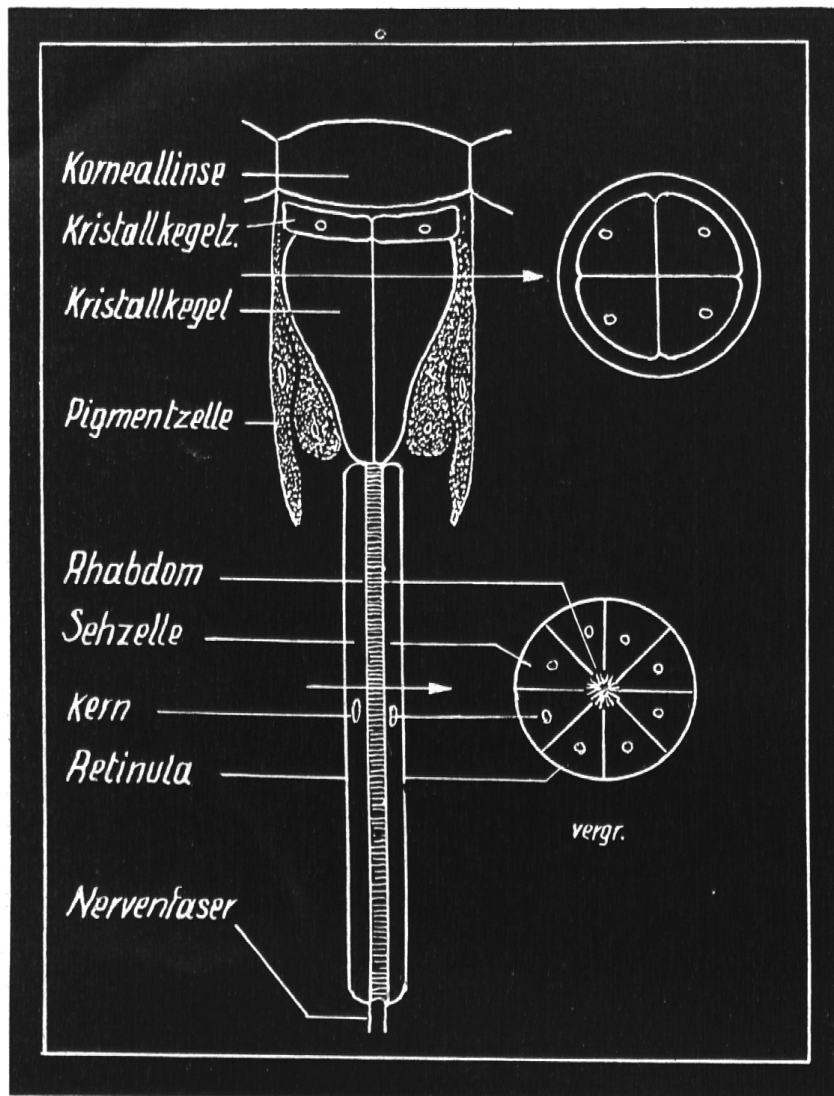 Korneallinse
Kristallkegelz.
Kristallkegel
Pigmentzelle
Rhabdom
Sehzelle
Kern
Retinula
vergr.
Nervenfaser